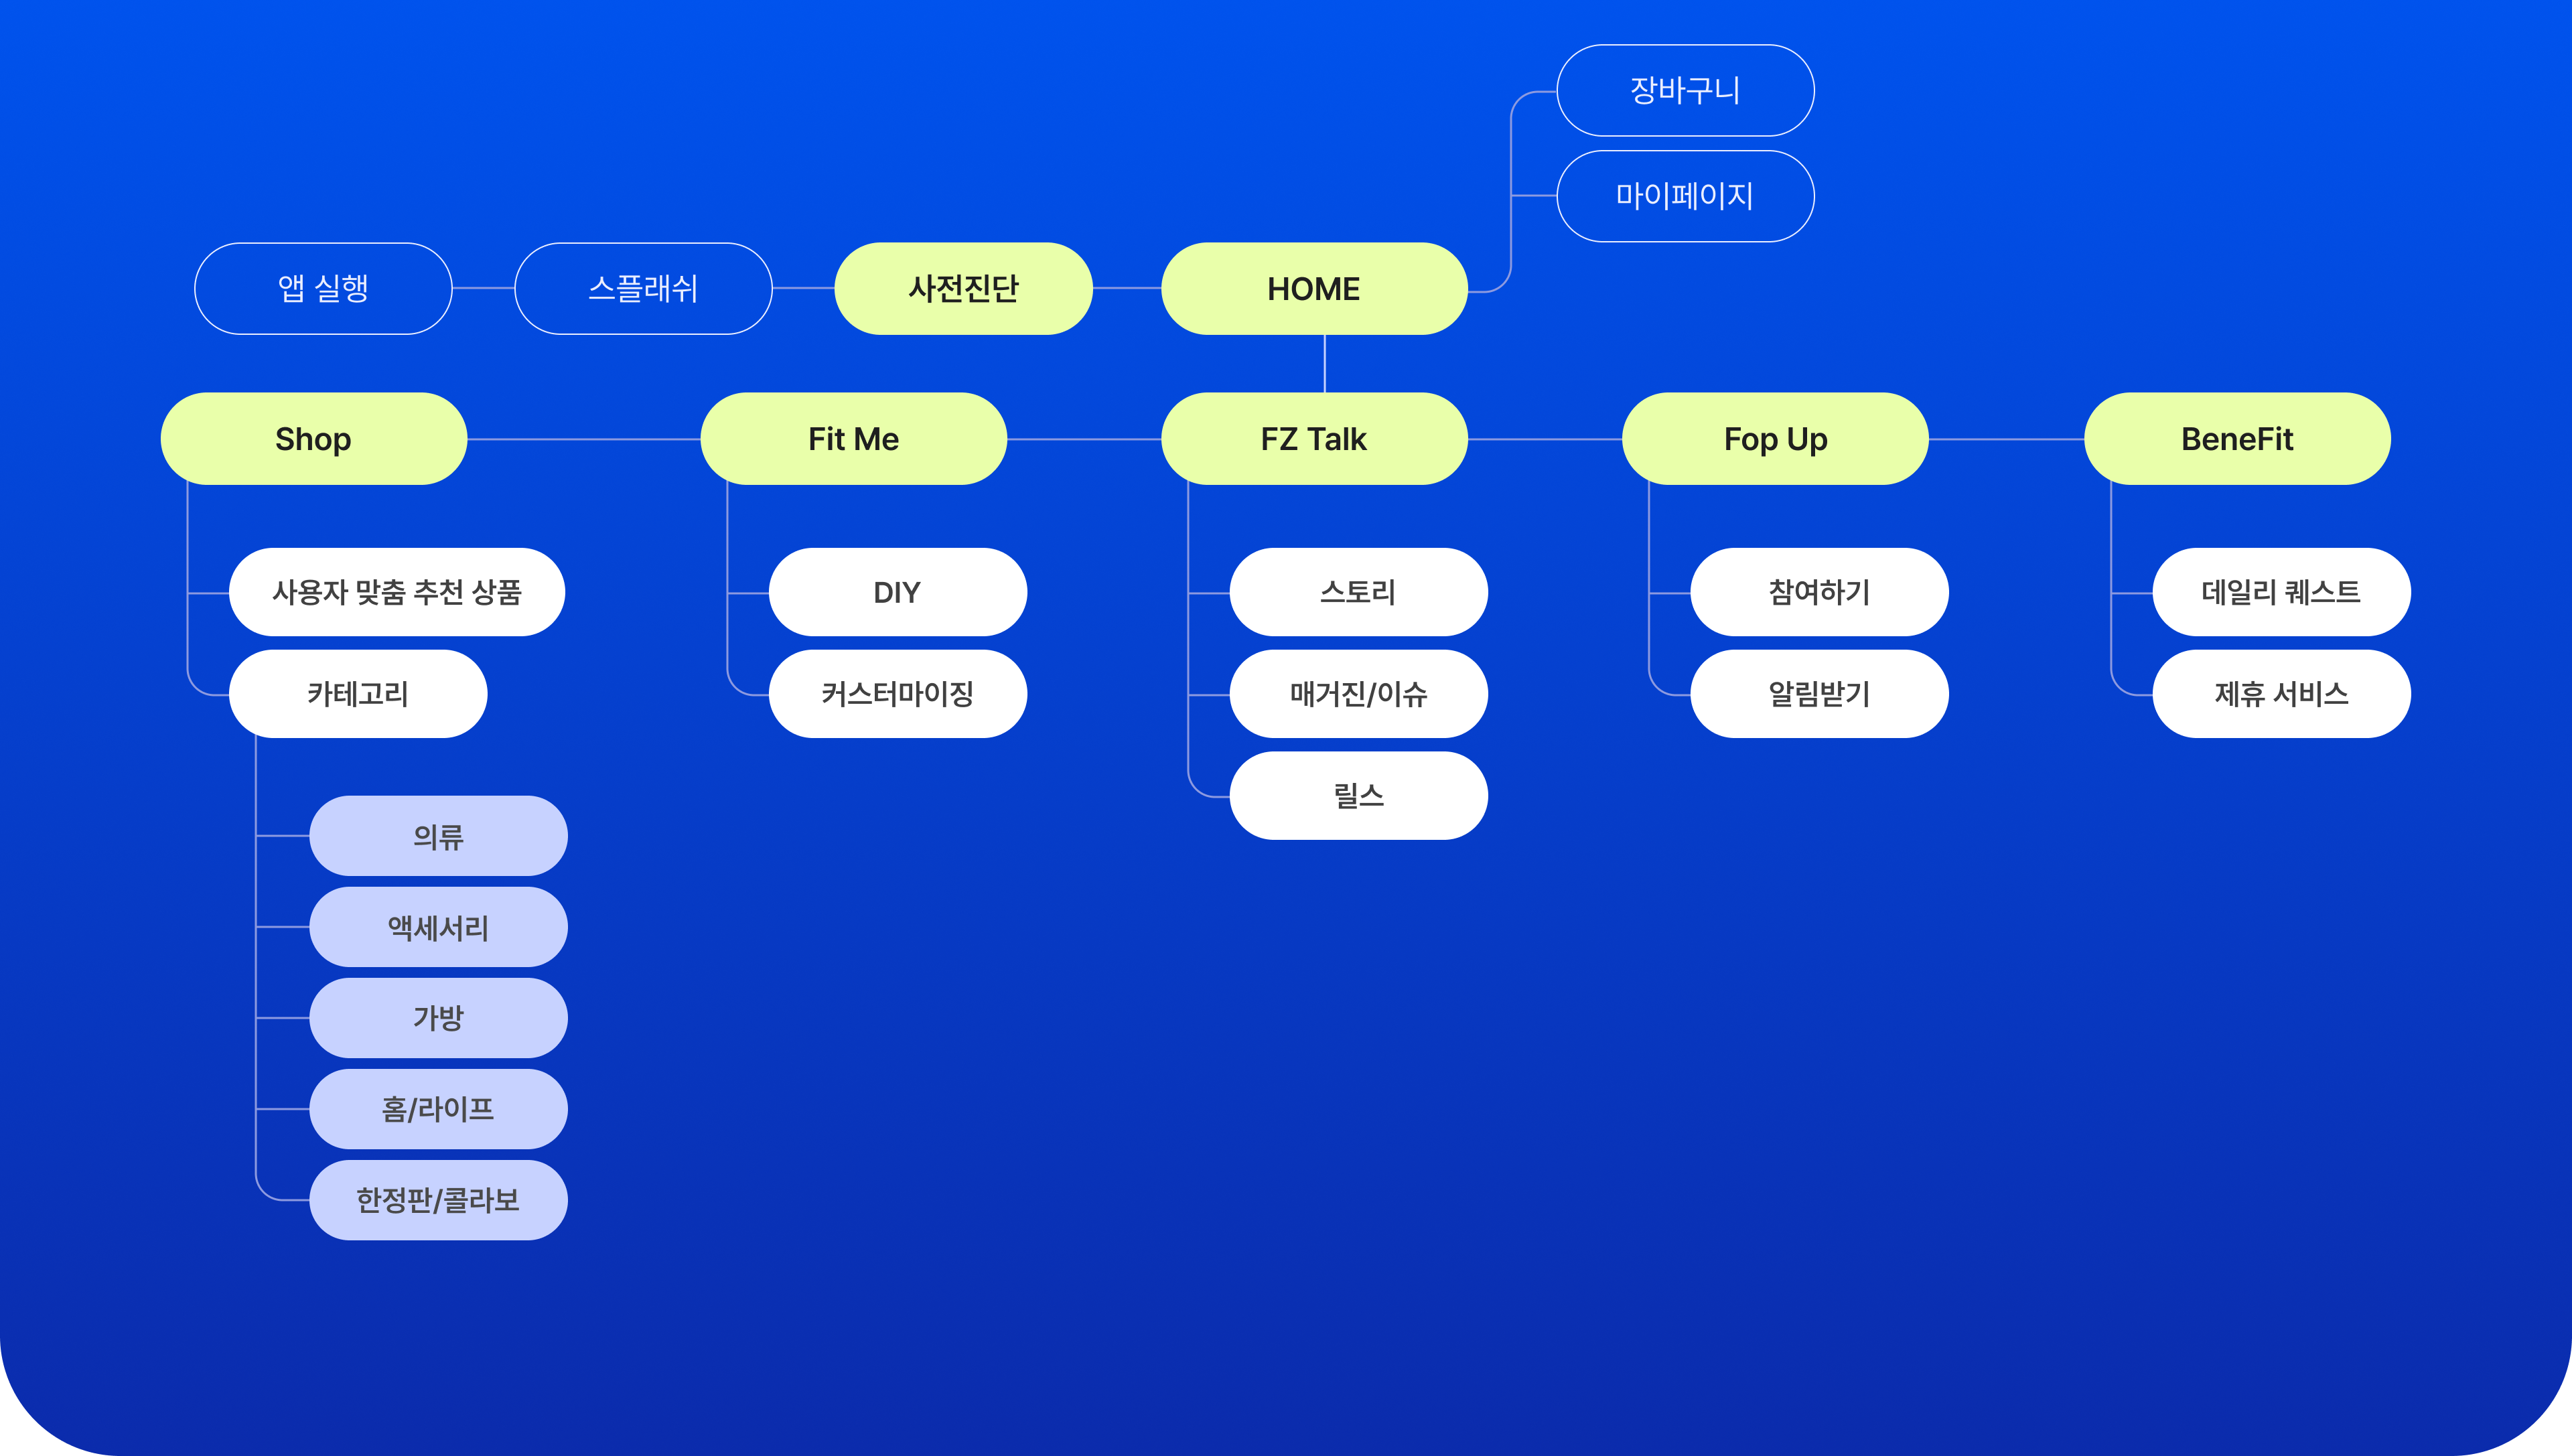 장바구니
마이페이지
앱 실행
스플래쉬
사전진단
HOME
Shop
Fit Me
FZ Talk
Fop Up
BeneFit
사용자 맞춤 추천 상품
카테고리
의류
액세서리
가방
홈/라이프
한정판/콜라보
DIY
커스터마이징
스토리
매거진/이슈
릴스
참여하기
알림받기
데일리 퀘스트
제휴 서비스